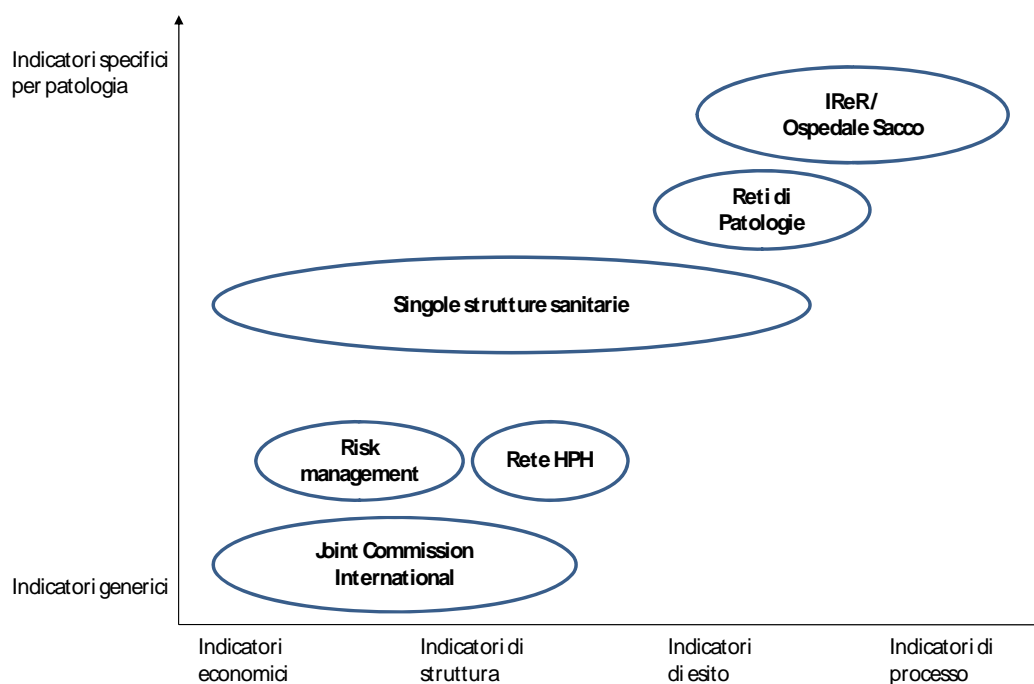 Indicatori specifici
per patologia
IReR/
Ospedale Sacco
Reti di
Patologie
Singole strutture sanitarie
Risk
management
Rete HPH
Joint Commission
International
Indicatori generici
Indicatori
economici
Indicatori di
struttura
Indicatori
di esito
Indicatori di
processo